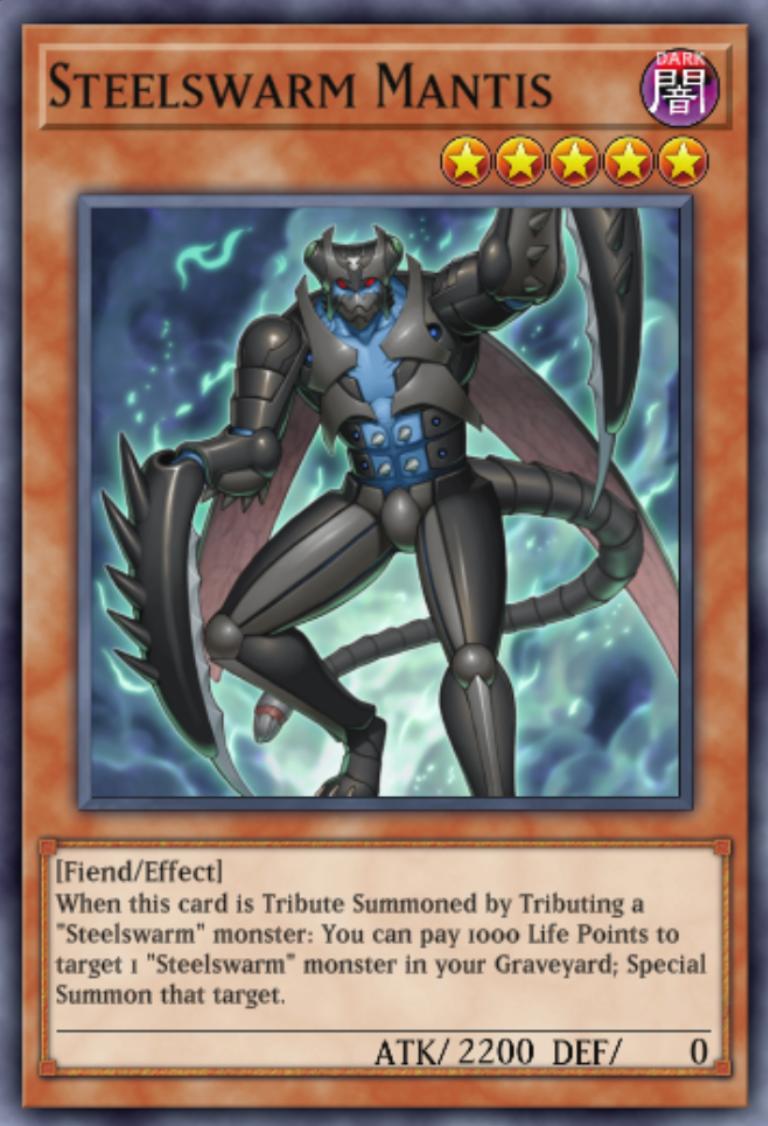 STEELSWARM MANTIS
DARK
闇
[Fiend/Effect]
When this card is Tribute Summoned by Tributing a
"Steelswarm" monster: You can pay 1000 Life Points to
target 1 "Steelswarm" monster in your Graveyard; Special
Summon that target.
ATK/ 2200 DEF/ 0